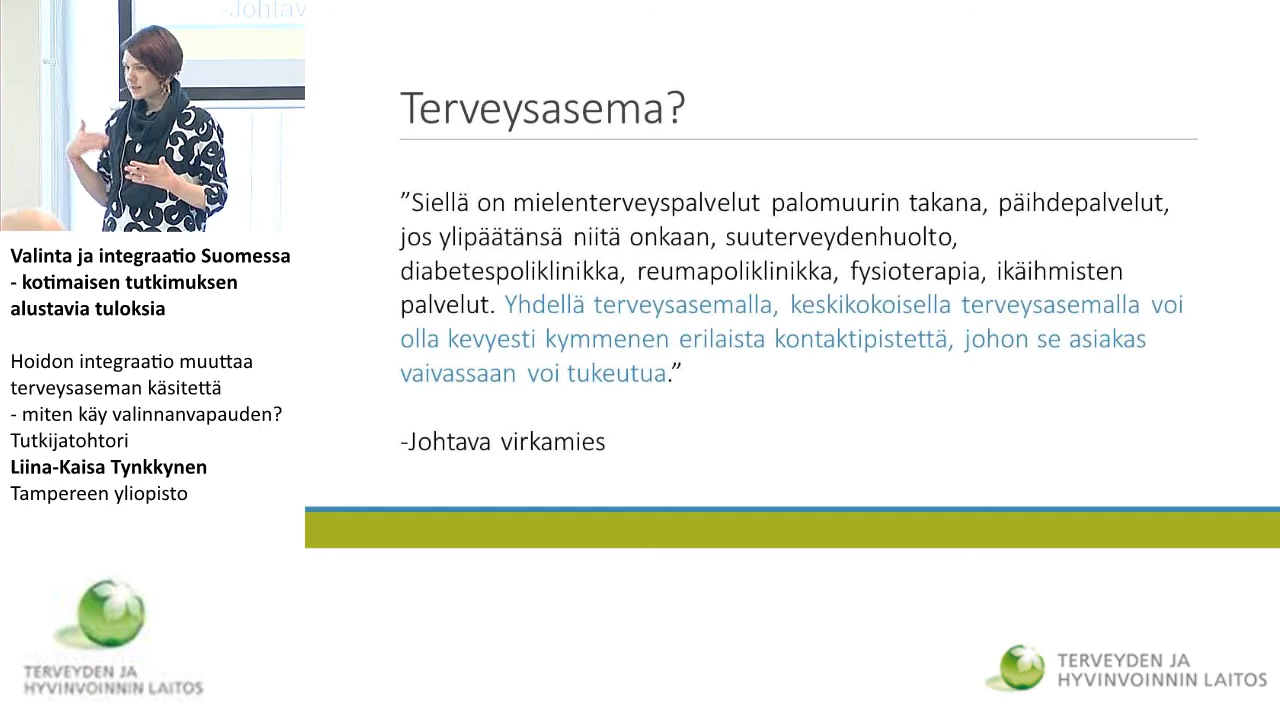 -Johtav
Valinta ja integraatio Suomessa
- kotimaisen tutkimuksen
alustavia tuloksia
Hoidon integraatio muuttaa
terveysaseman käsitettä
- miten käy valinnanvapauden?
Tutkijatohtori
Liina-Kaisa Tynkkynen
Tampereen yliopisto
TERVEYDEN JA
HYVINVOINNIN LAITOS
Terveysasema?
”Siellä on mielenterveyspalvelut palomuurin takana, päihdepalvelut,
jos ylipäätänsä niitä onkaan, suuterveydenhuolto,
diabetespoliklinikka, reumapoliklinikka, fysioterapia, ikäihmisten
palvelut. Yhdellä terveysasemalla, keskikokoisella terveysasemalla voi
olla kevyesti kymmenen erilaista kontaktipistettä, johon se asiakas
vaivassaan voi tukeutua.”
-Johtava virkamies
TERVEYDEN JA
HYVINVOINNIN LAITOS